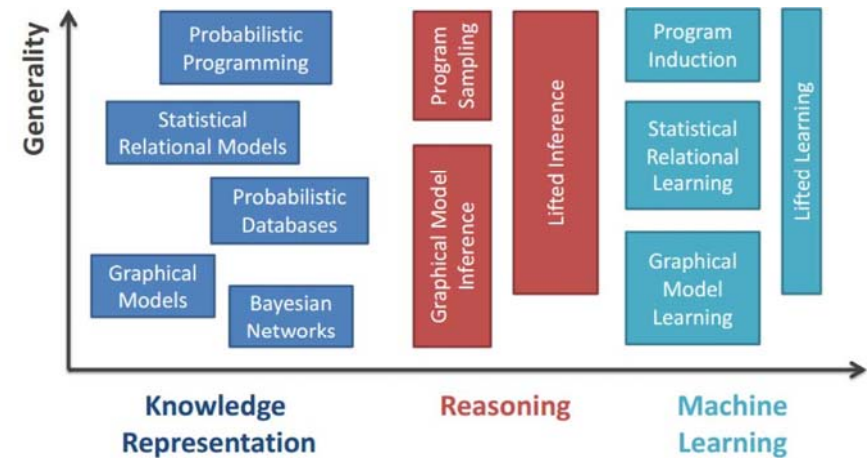 Generality
Probabilistic
Programming
Statistical
Relational Models
Probabilistic
Databases
Graphical
Models
Bayesian
Networks
Program
Sampling
Graphical Model
Inference
Lifted Inference
Program
Induction
Statistical
Relational
Learning
Graphical
Model
Learning
Lifted Learning
Knowledge
Representation
Reasoning
Machine
Learning